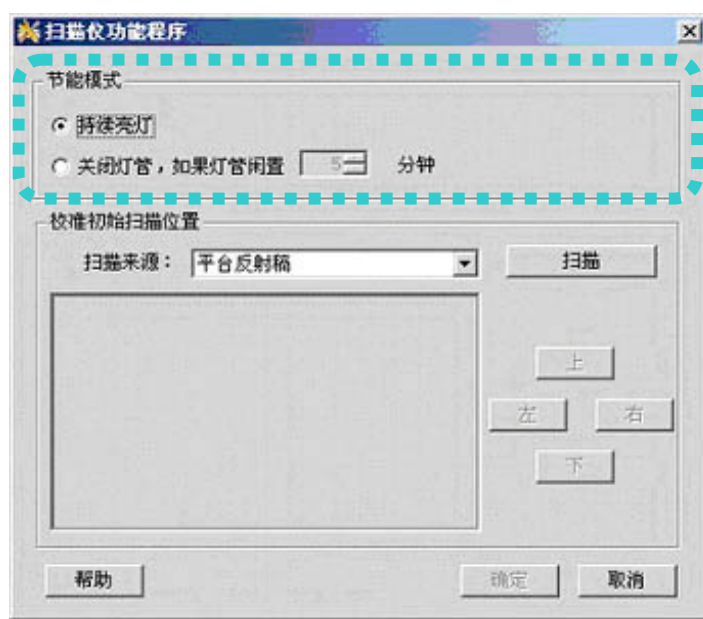 扫描仪功能程序
节能模式
持续亮灯
关闭灯管，如果灯管闲置 5 分钟
校准初始扫描位置
扫描来源： 平台反射稿 扫描
上
左 右
下
帮助 确定 取消